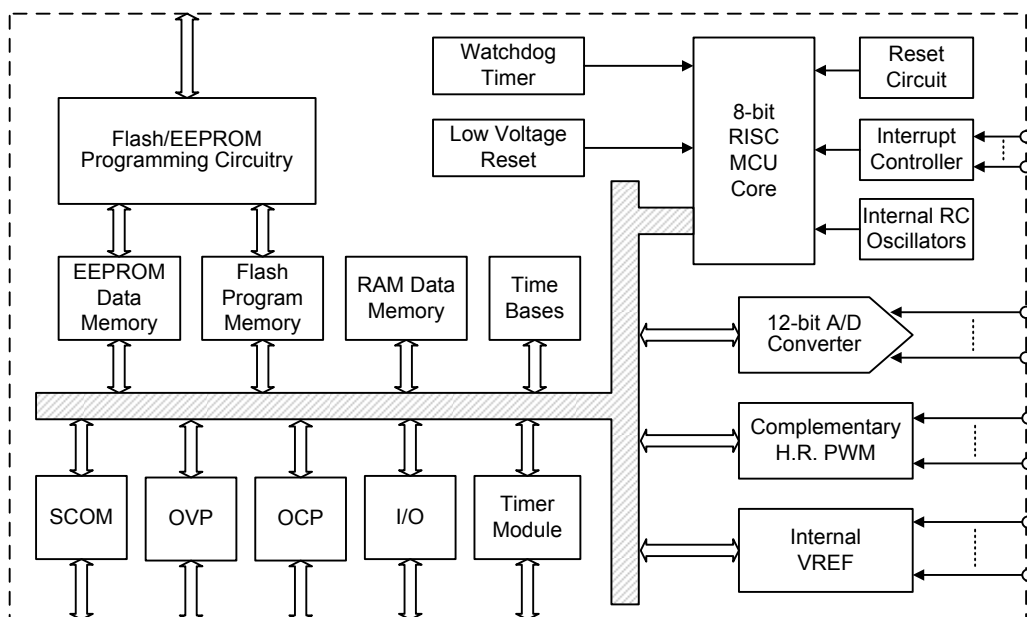 Watchdog
Timer
Low Voltage
Reset
8-bit
RISC
MCU
Core
Reset
Circuit
Interrupt
Controller
Internal RC
Oscillators
Flash/EEPROM
Programming Circuitry
EEPROM
Data
Memory
Flash
Program
Memory
RAM Data
Memory
Time
Bases
12-bit A/D
Converter
Complementary
H.R. PWM
Internal
VREF
SCOM
OVP
OCP
I/O
Timer
Module